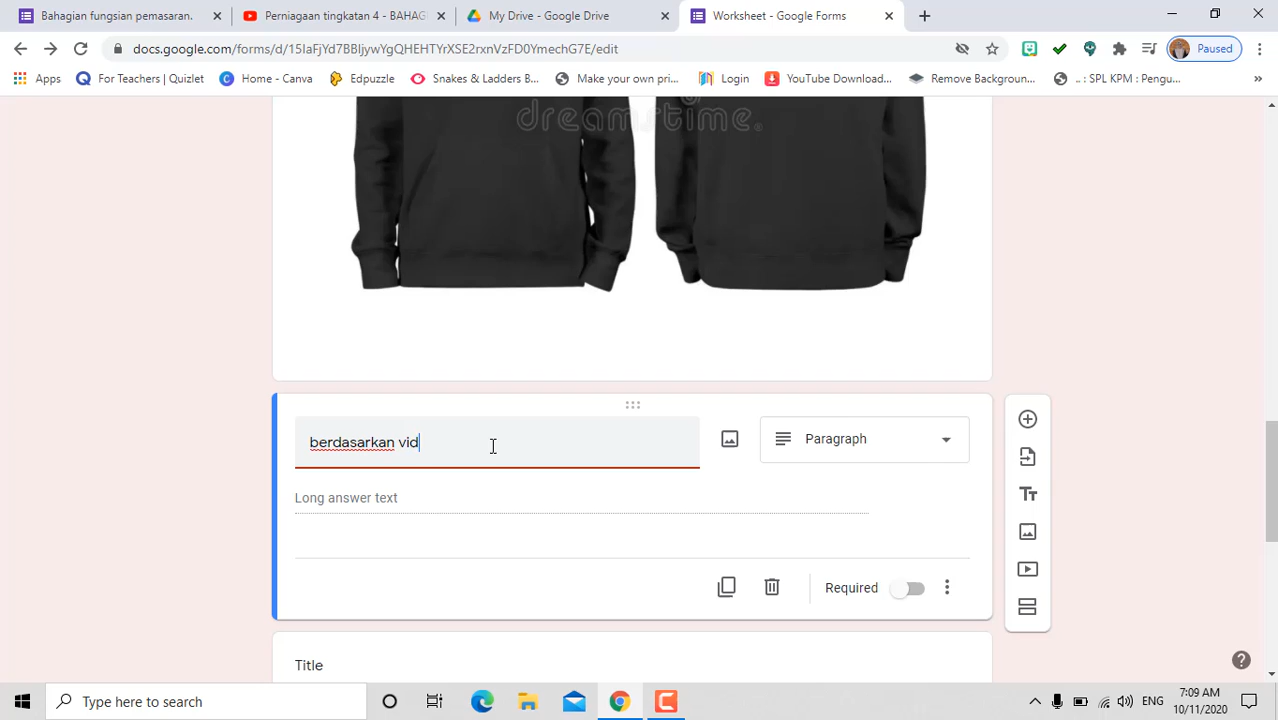 Bahagian fungsian pemasaran.
Perniagaan tingkatan 4 - BAHAG
My Drive - Google Drive
Worksheet - Google Forms
docs.google.com/forms/d/15IaFjYd7BBIjywYgQHEHTYrXSE2rxnVzFD0YmechG7E/edit
Paused
Apps
For Teachers | Quizlet
Home - Canva
Edpuzzle
Snakes & Ladders B...
Make your own pri...
Login
YouTube Download...
Remove Backgroun...
.. : SPL KPM : Pengu...
»
dreamstime.
berdasarkan vid
Paragraph
Long answer text
Required
Title
Type here to search
ENG
7:09 AM
10/11/2020